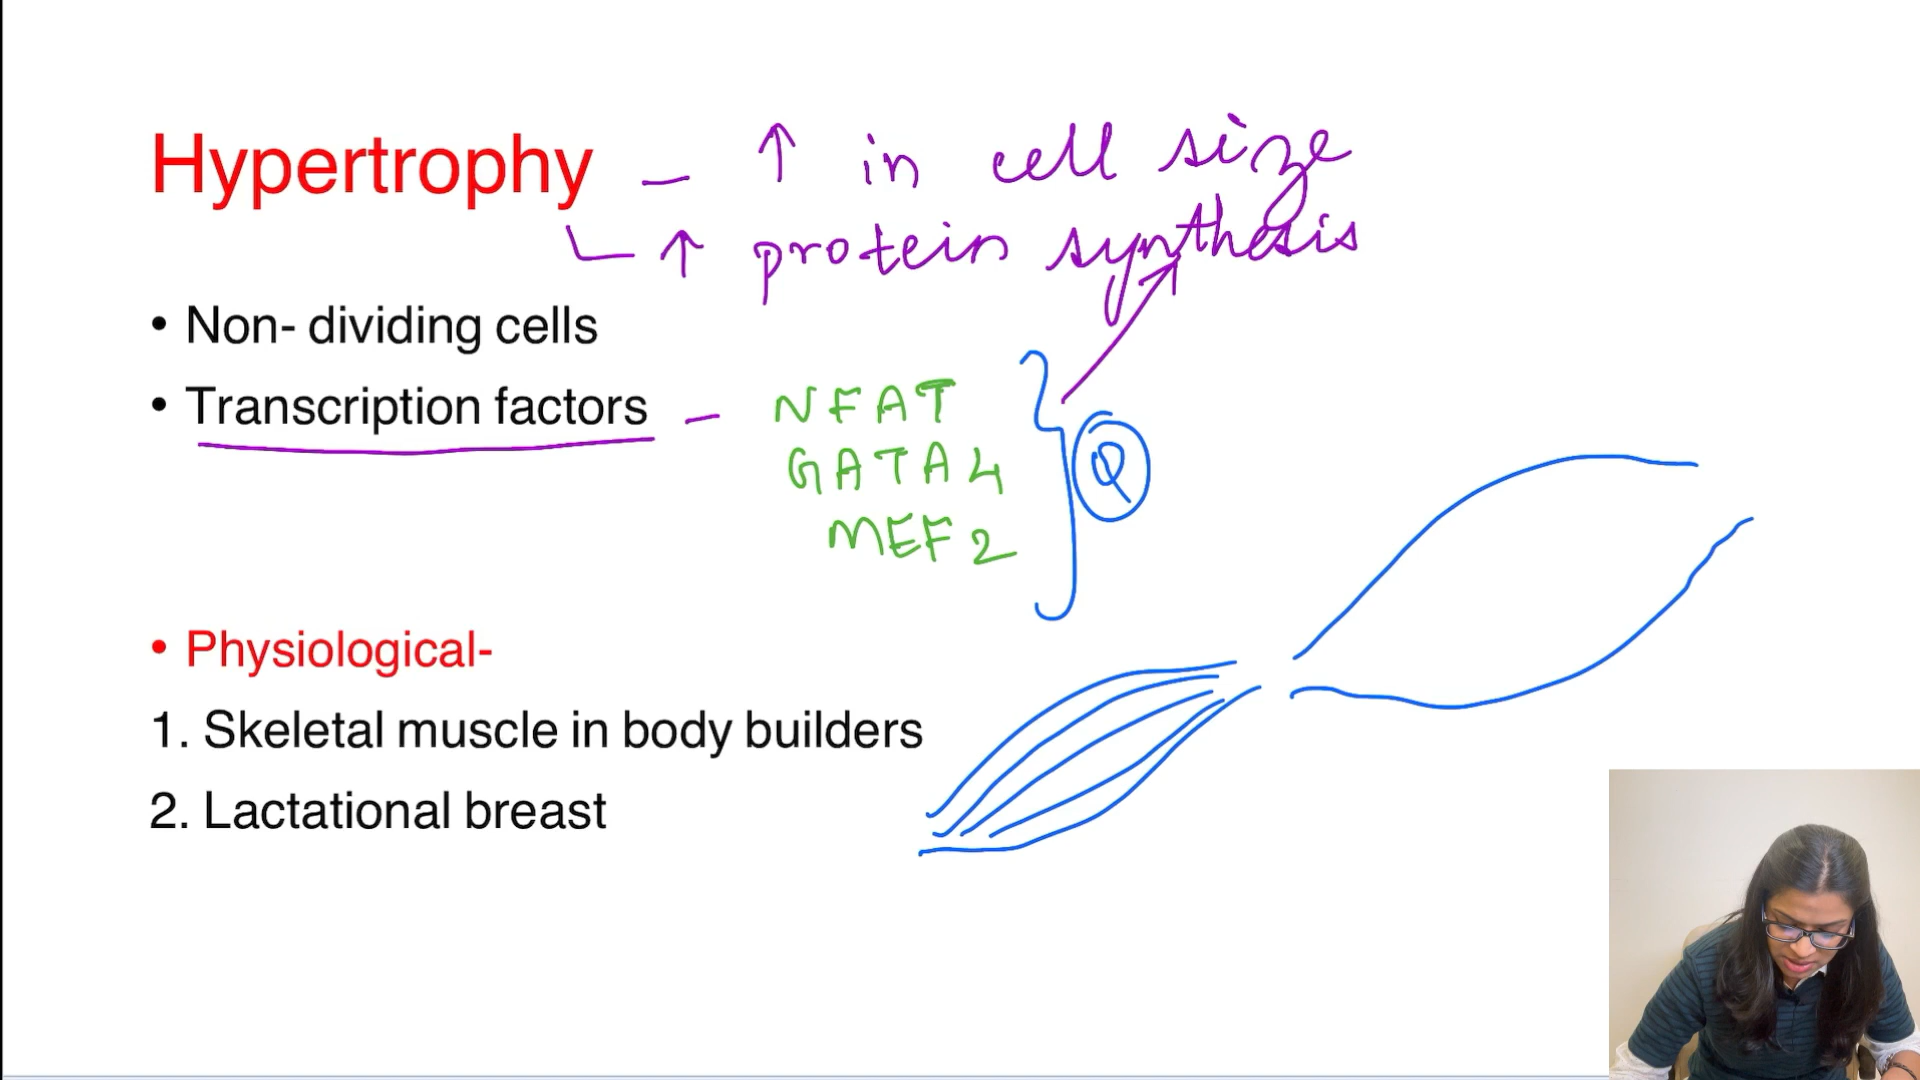 Hypertrophy – ↑ in cell size
↑ protein synthesis
• Non- dividing cells
• Transcription factors – NFAT
GATA4
MEF2
Q
• Physiological-
1. Skeletal muscle in body builders
2. Lactational breast